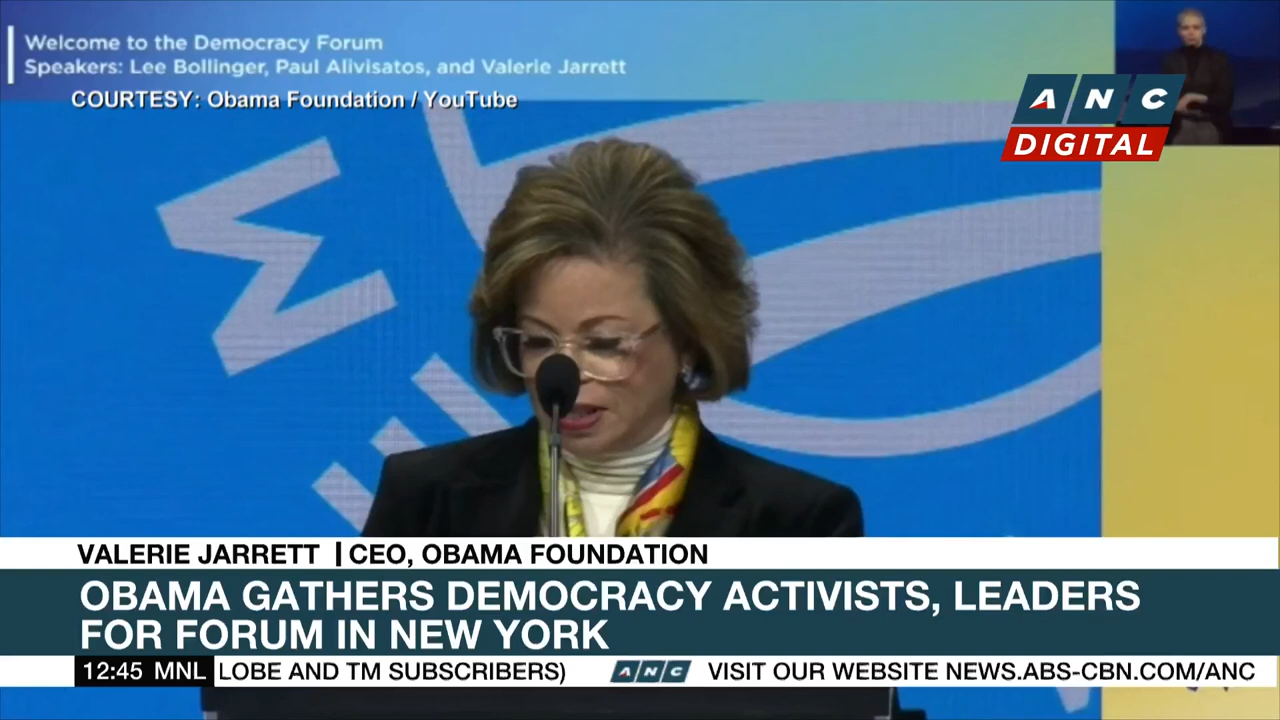 Welcome to the Democracy Forum
Speakers: Lee Bollinger, Paul Alivisatos, and Valerie Jarrett
COURTESY: Obama Foundation / YouTube
ANC
DIGITAL
VALERIE JARRETT | CEO, OBAMA FOUNDATION
OBAMA GATHERS DEMOCRACY ACTIVISTS, LEADERS
FOR FORUM IN NEW YORK
12:45 MNL LOBE AND TM SUBSCRIBERS) ANC VISIT OUR WEBSITE NEWS.ABS-CBN.COM/ANC